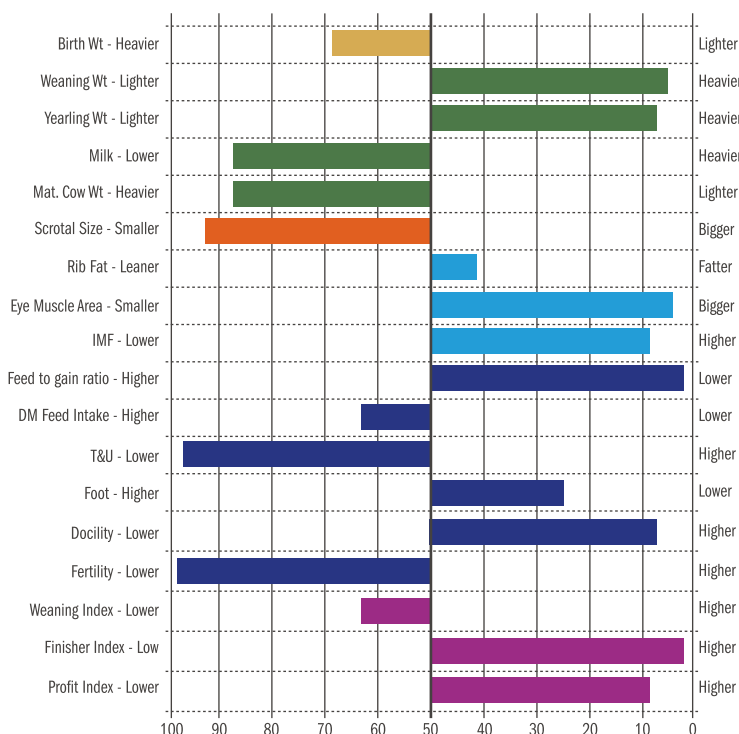 Birth Wt - Heavier Lighter
Weaning Wt - Lighter Heavier
Yearling Wt - Lighter Heavier
Milk - Lower Heavier
Mat. Cow Wt - Heavier Lighter
Scrotal Size - Smaller Bigger
Rib Fat - Leaner Fatter
Eye Muscle Area - Smaller Bigger
IMF - Lower Higher
Feed to gain ratio - Higher Lower
DM Feed Intake - Higher Lower
T&U - Lower Higher
Foot - Higher Lower
Docility - Lower Higher
Fertility - Lower Higher
Weaning Index - Lower Higher
Finisher Index - Low Higher
Profit Index - Lower Higher
100 90 80 70 60 50 40 30 20 10 0